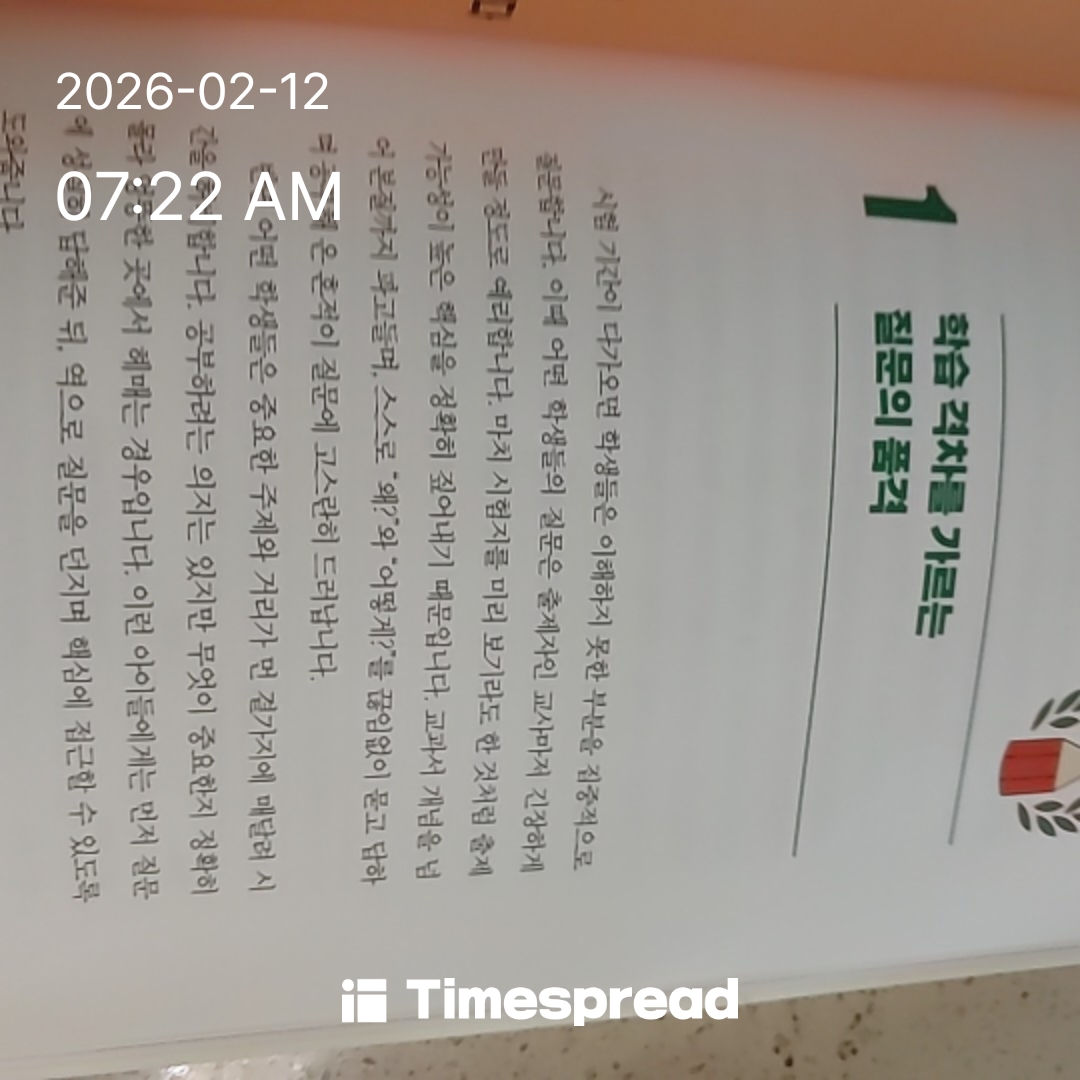 2026-02-12
07:22 AM
1
학습 격차를 가르는
질문의 품격
시험 기간이 다가오면 학생들은 이해하지 못한 부분을 집중적으로
질문합니다. 이때 어떤 학생들의 질문은 출제자인 교사마저 긴장하게
만들 정도로 예리합니다. 마치 시험지를 미리 보기라도 한 것처럼 출제
가능성이 높은 핵심을 정확히 짚어내기 때문입니다. 교과서 개념을 넘
어 본질까지 파고들며, 스스로 “왜?”와 “어떻게?”를 끊임없이 묻고 답하
며 공부해 온 흔적이 질문에 고스란히 드러납니다.
어떤 학생들은 중요한 주제와 거리가 먼 곁가지에 매달려 시
간을 합니다. 공부하려는 의지는 있지만 무엇이 중요한지 정확히
몰라 한 곳에서 헤매는 경우입니다. 이런 아이들에게는 먼저 질문
에 답해준 뒤, 역으로 질문을 던지며 핵심에 접근할 수 있도록
도와줍니다
Timespread